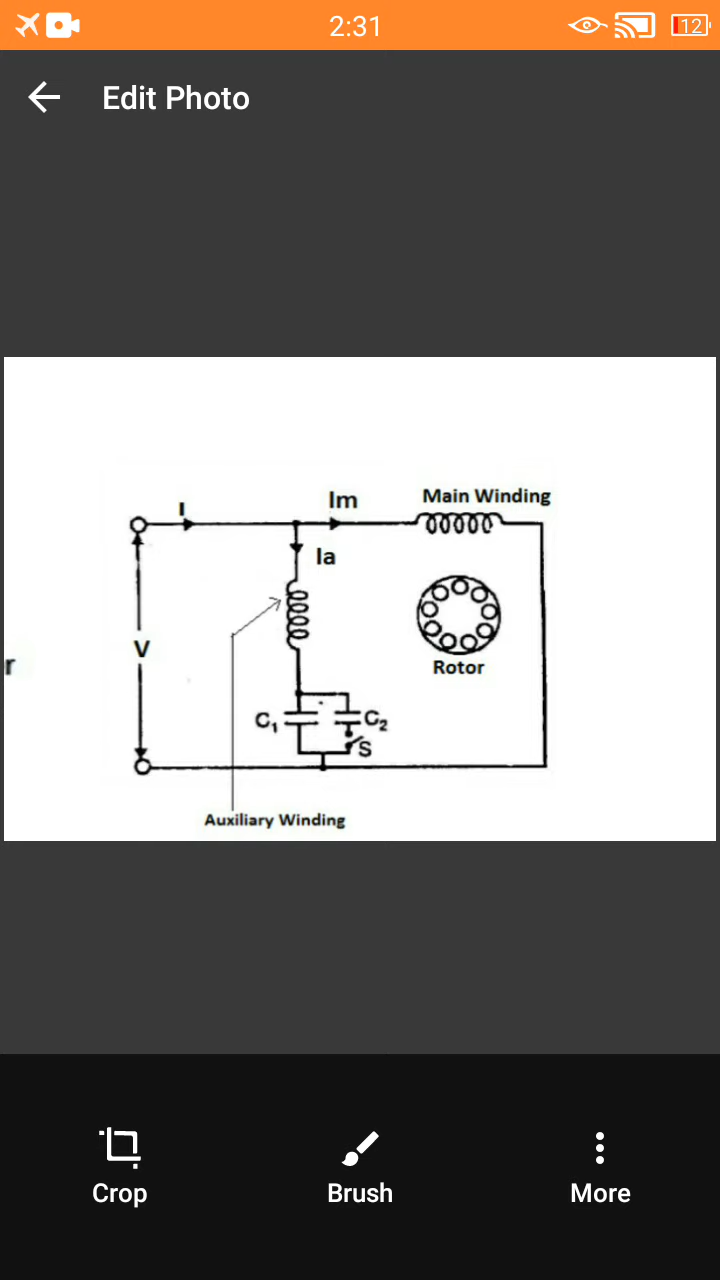 2:31
12
Edit Photo
Main Winding
Im
I
Ia
V
r
Rotor
C₁
C₂
S
Auxiliary Winding
Crop
Brush
More